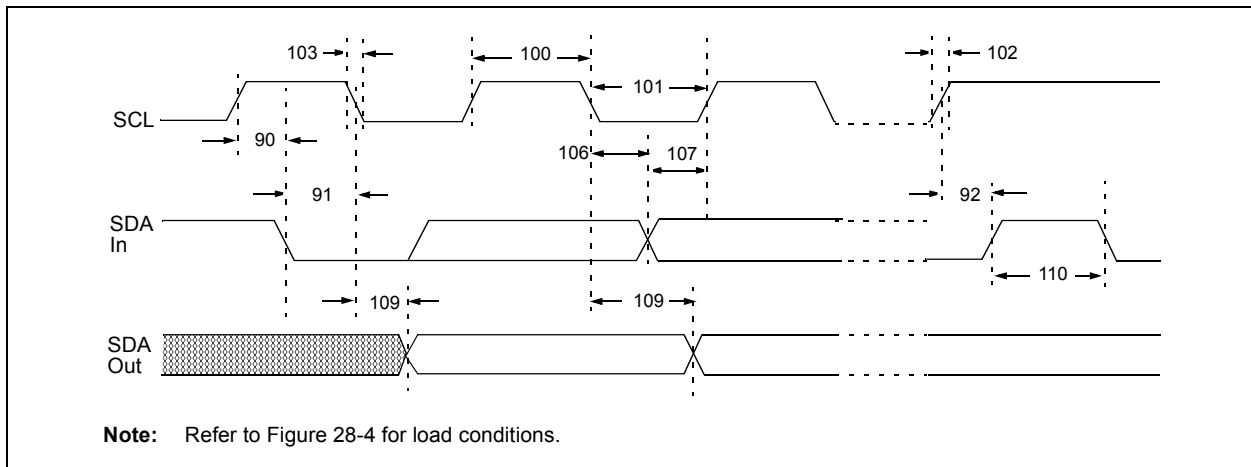 103
100
101
102
SCL
90
106
107
91
92
SDA
In
110
109
109
SDA
Out
Note: Refer to Figure 28-4 for load conditions.